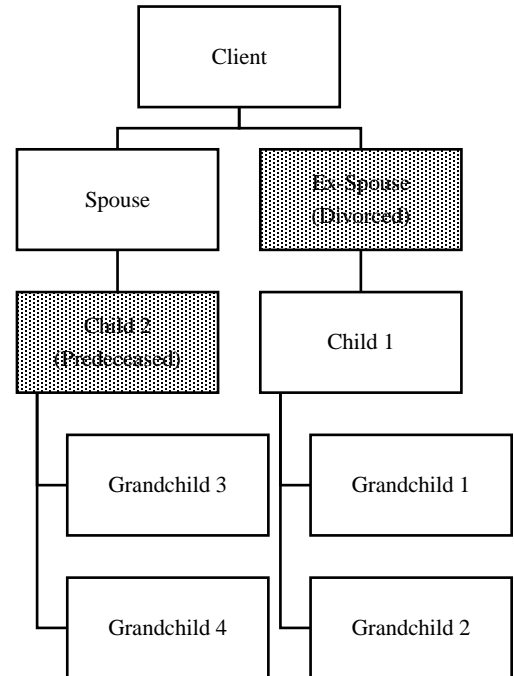 Client
Spouse
Ex-Spouse
(Divorced)
Child 2
(Predeceased)
Child 1
Grandchild 3
Grandchild 1
Grandchild 4
Grandchild 2